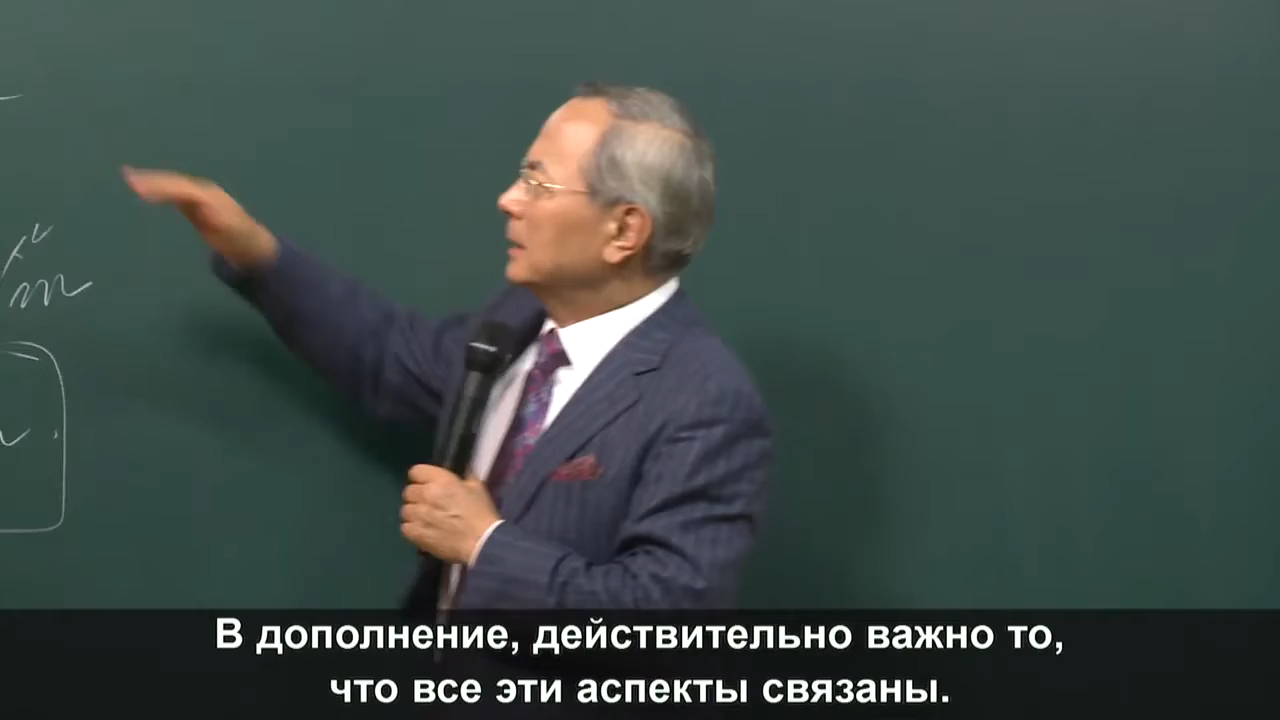 В дополнение, действительно важно то,
что все эти аспекты связаны.